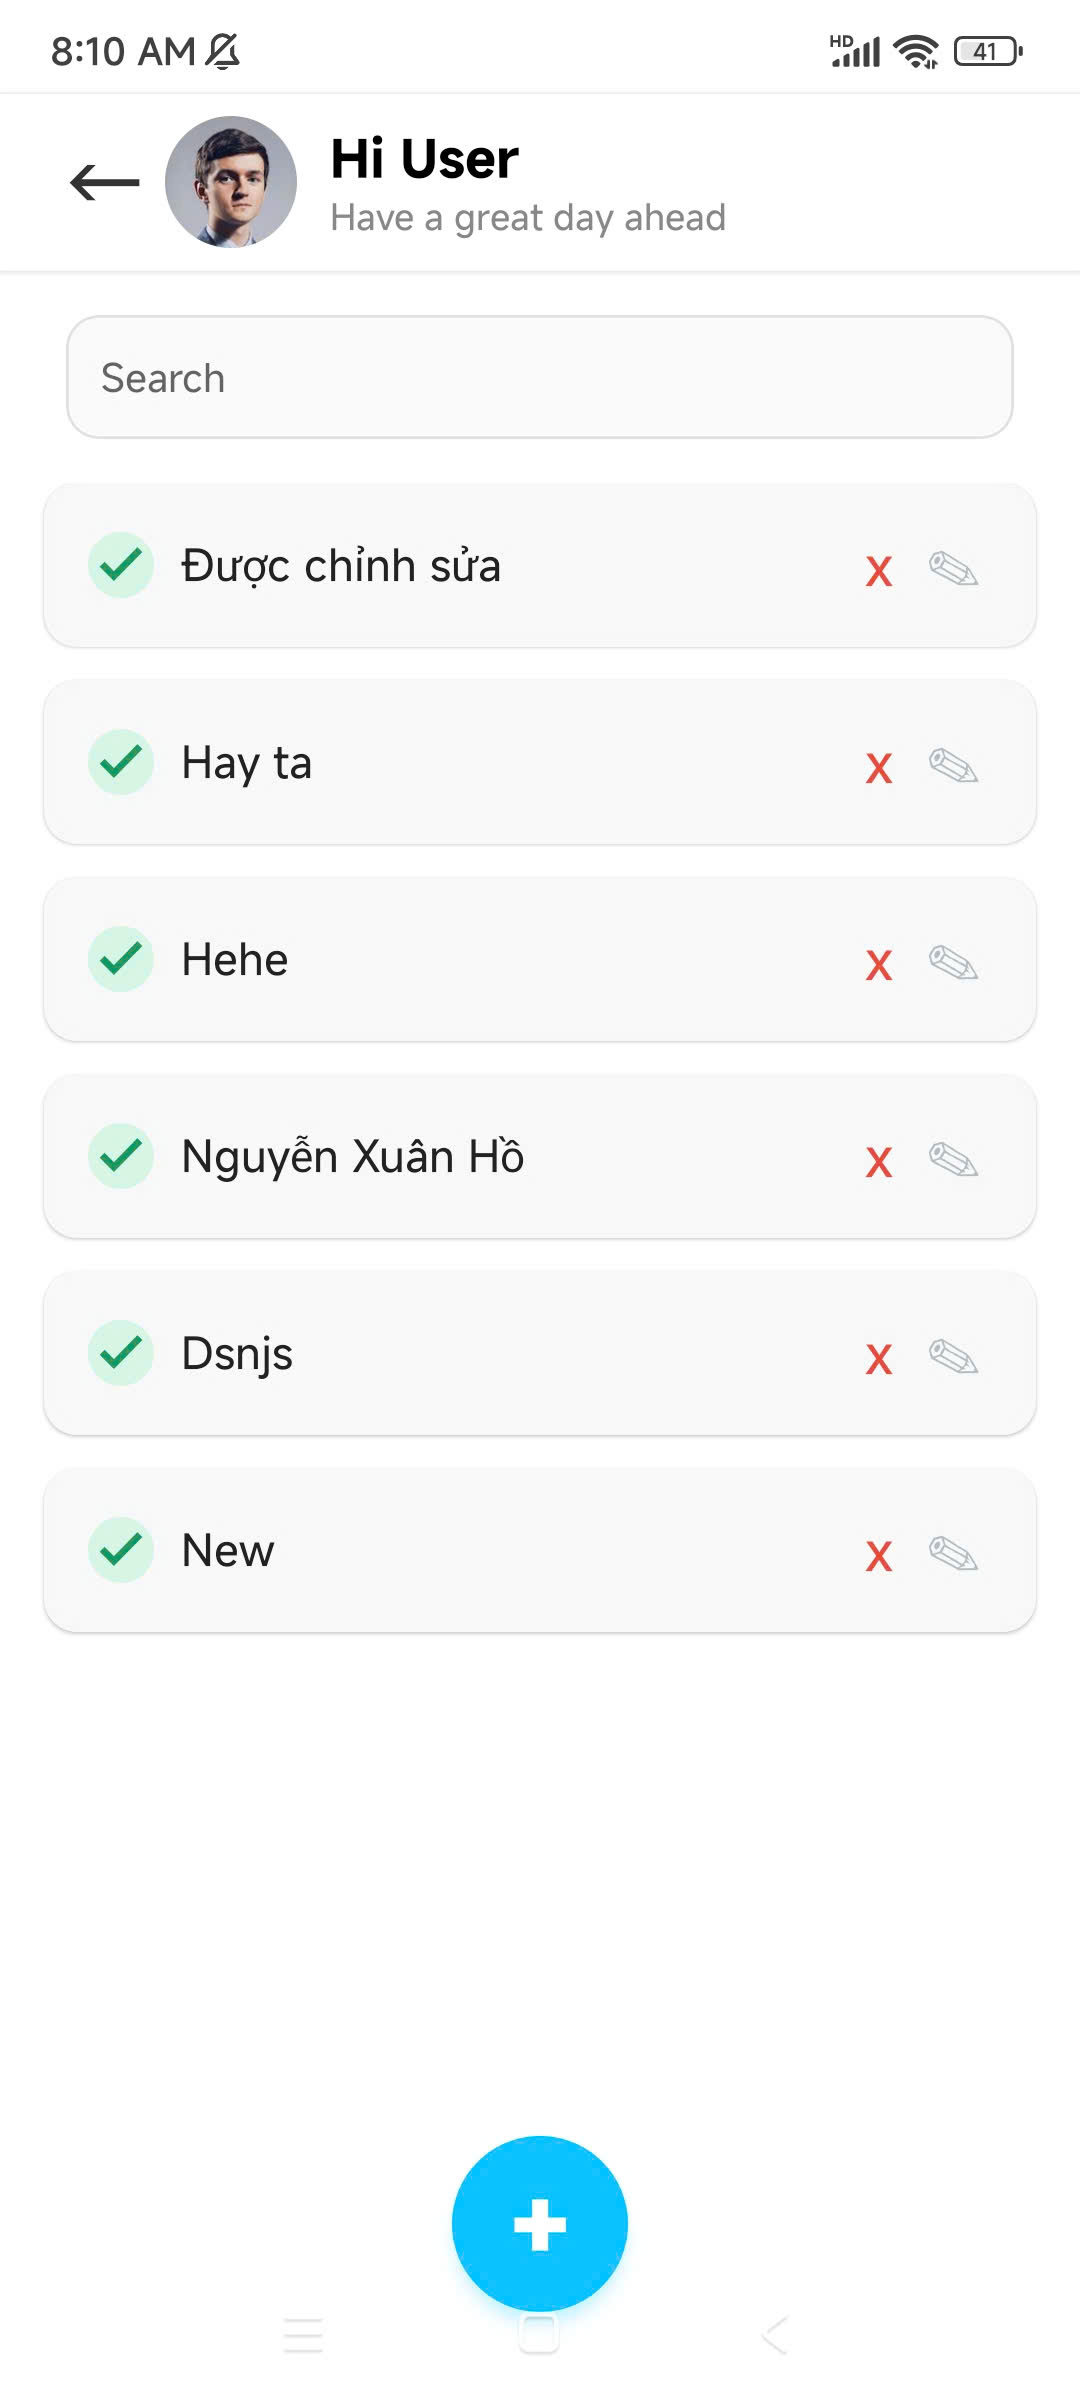 8:10 AM
HD
41
Hi User
Have a great day ahead
Search
Được chỉnh sửa
X
Hay ta
X
Hehe
X
Nguyễn Xuân Hồ
X
Dsnjs
X
New
X